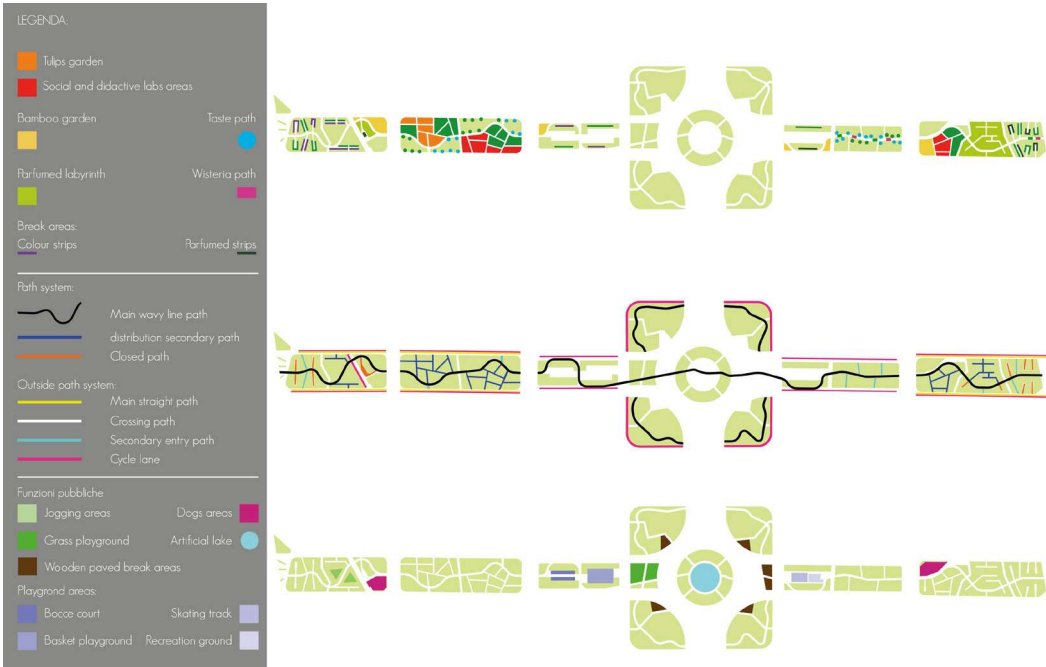 LEGENDA:
Tulips garden
Social and didactive labs areas
Bamboo garden Taste path
Parfumed labyrinth Wisteria path
Break areas:
Colour strips Parfumed strips
Path system:
Main wavy line path
distribution secondary path
Closed path
Outside path system:
Main straight path
Crossing path
Secondary entry path
Cycle lane
Funzioni pubbliche
Jogging areas Dogs areas
Grass playground Artificial lake
Wooden paved break areas
Playgrond areas:
Bocce court Skating track
Basket playground Recreation ground